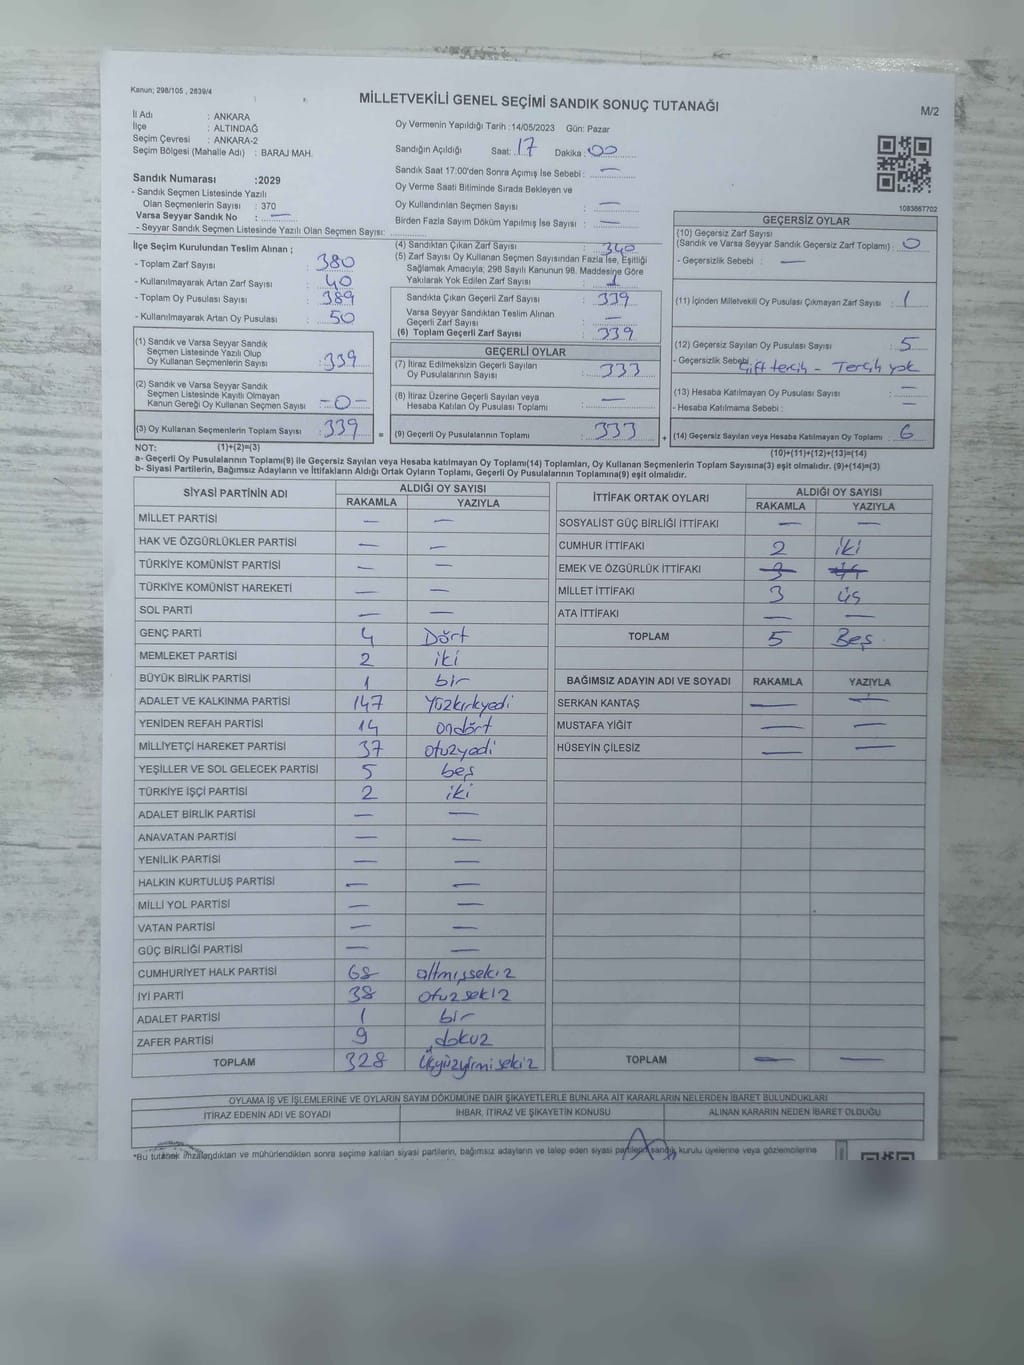 Kanun; 298/105 , 2839/4
MİLLETVEKİLİ GENEL SEÇİMİ SANDIK SONUÇ TUTANAĞI
M/2
İl Adı : ANKARA
İlçe : ALTINDAĞ
Seçim Çevresi : ANKARA-2
Seçim Bölgesi (Mahalle Adı) : BARAJ MAH.
Oy Vermenin Yapıldığı Tarih :14/05/2023 Gün: Pazar
Sandığın Açıldığı Saat: 17 Dakika : 00
Sandık Saat 17:00'den Sonra Açımış İse Sebebi : —
Oy Verme Saati Bitiminde Sırada Bekleyen ve
Oy Kullandırılan Seçmen Sayısı : —
Birden Fazla Sayım Döküm Yapılmış İse Sayısı : —
Sandık Numarası :2029
- Sandık Seçmen Listesinde Yazılı
Olan Seçmenlerin Sayısı : 370
Varsa Seyyar Sandık No : —
- Seyyar Sandık Seçmen Listesinde Yazılı Olan Seçmen Sayısı:
1083667702
İlçe Seçim Kurulundan Teslim Alınan ;
- Toplam Zarf Sayısı : 380
- Kullanılmayarak Artan Zarf Sayısı : 40
- Toplam Oy Pusulası Sayısı : 389
- Kullanılmayarak Artan Oy Pusulası : 50
(1) Sandık ve Varsa Seyyar Sandık
Seçmen Listesinde Yazılı Olup
Oy Kullanan Seçmenlerin Sayısı : 339
(2) Sandık ve Varsa Seyyar Sandık
Seçmen Listesinde Kayıtlı Olmayan
Kanun Gereği Oy Kullanan Seçmen Sayısı : -0-
(3) Oy Kullanan Seçmenlerin Toplam Sayısı : 339
(4) Sandıktan Çıkan Zarf Sayısı : 340
(5) Zarf Sayısı Oy Kullanan Seçmen Sayısından Fazla İse, Eşitliği
Sağlamak Amacıyla; 298 Sayılı Kanunun 98. Maddesine Göre
Yakılarak Yok Edilen Zarf Sayısı : 1
Sandıkta Çıkan Geçerli Zarf Sayısı : 339
Varsa Seyyar Sandıktan Teslim Alınan
Geçerli Zarf Sayısı : —
(6) Toplam Geçerli Zarf Sayısı : 339
GEÇERLİ OYLAR
(7) İtiraz Edilmeksizin Geçerli Sayılan
Oy Pusulalarının Sayısı : 333
(8) İtiraz Üzerine Geçerli Sayılan veya
Hesaba Katılan Oy Pusulası Toplamı : —
= (9) Geçerli Oy Pusulalarının Toplamı : 333
GEÇERSİZ OYLAR
(10) Geçersiz Zarf Sayısı
(Sandık ve Varsa Seyyar Sandık Geçersiz Zarf Toplamı) : 0
- Geçersizlik Sebebi : —
(11) İçinden Milletvekili Oy Pusulası Çıkmayan Zarf Sayısı : 1
(12) Geçersiz Sayılan Oy Pusulası Sayısı : 5
- Geçersizlik Sebebi : Çift tercih - Tercih yok
(13) Hesaba Katılmayan Oy Pusulası Sayısı : —
- Hesaba Katılmama Sebebi : —
+ (14) Geçersiz Sayılan veya Hesaba Katılmayan Oy Toplamı : 6
NOT: (1)+(2)=(3)
(10)+(11)+(12)+(13)=(14)
a- Geçerli Oy Pusulalarının Toplamı(9) ile Geçersiz Sayılan veya Hesaba katılmayan Oy Toplamı(14) Toplamları, Oy Kullanan Seçmenlerin Toplam Sayısına(3) eşit olmalıdır. (9)+(14)=(3)
b- Siyasi Partilerin, Bağımsız Adayların ve İttifakların Aldığı Ortak Oyların Toplamı, Geçerli Oy Pusulalarının Toplamına(9) eşit olmalıdır.
SİYASİ PARTİNİN ADI ALDIĞI OY SAYISI
RAKAMLA YAZIYLA
MİLLET PARTİSİ — —
HAK VE ÖZGÜRLÜKLER PARTİSİ — —
TÜRKİYE KOMÜNİST PARTİSİ — —
TÜRKİYE KOMÜNİST HAREKETİ — —
SOL PARTİ — —
GENÇ PARTİ 4 Dört
MEMLEKET PARTİSİ 2 iki
BÜYÜK BİRLİK PARTİSİ 1 bir
ADALET VE KALKINMA PARTİSİ 147 Yüzkırkyedi
YENİDEN REFAH PARTİSİ 14 ondört
MİLLİYETÇİ HAREKET PARTİSİ 37 otuzyedi
YEŞİLLER VE SOL GELECEK PARTİSİ 5 beş
TÜRKİYE İŞÇİ PARTİSİ 2 iki
ADALET BİRLİK PARTİSİ — —
ANAVATAN PARTİSİ — —
YENİLİK PARTİSİ — —
HALKIN KURTULUŞ PARTİSİ — —
MİLLİ YOL PARTİSİ — —
VATAN PARTİSİ — —
GÜÇ BİRLİĞİ PARTİSİ — —
CUMHURİYET HALK PARTİSİ 68 altmışsekiz
İYİ PARTİ 38 otuzsekiz
ADALET PARTİSİ 1 bir
ZAFER PARTİSİ 9 dokuz
TOPLAM 328 Üçyüzyirmisekiz
İTTİFAK ORTAK OYLARI ALDIĞI OY SAYISI
RAKAMLA YAZIYLA
SOSYALİST GÜÇ BİRLİĞİ İTTİFAKI — —
CUMHUR İTTİFAKI 2 iki
EMEK VE ÖZGÜRLÜK İTTİFAKI 3
MİLLET İTTİFAKI 3 üç
ATA İTTİFAKI — —
TOPLAM 5 Beş
BAĞIMSIZ ADAYIN ADI VE SOYADI RAKAMLA YAZIYLA
SERKAN KANTAŞ — —
MUSTAFA YİĞİT — —
HÜSEYİN ÇİLESİZ — —
TOPLAM — —
OYLAMA İŞ VE İŞLEMLERİNE VE OYLARIN SAYIM DÖKÜMÜNE DAİR ŞİKAYETLERLE BUNLARA AİT KARARLARIN NELERDEN İBARET BULUNDUKLARI
İTİRAZ EDENİN ADI VE SOYADI İHBAR, İTİRAZ VE ŞİKAYETİN KONUSU ALINAN KARARIN NEDEN İBARET OLDUĞU
*Bu tutanak imzalandıktan ve mühürlendikten sonra seçime katılan siyasi partilerin, bağımsız adayların ve talep eden siyasi partilerin sandık kurulu üyelerine veya gözlemcilerine